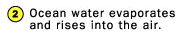 2 Ocean water evaporates
and rises into the air.